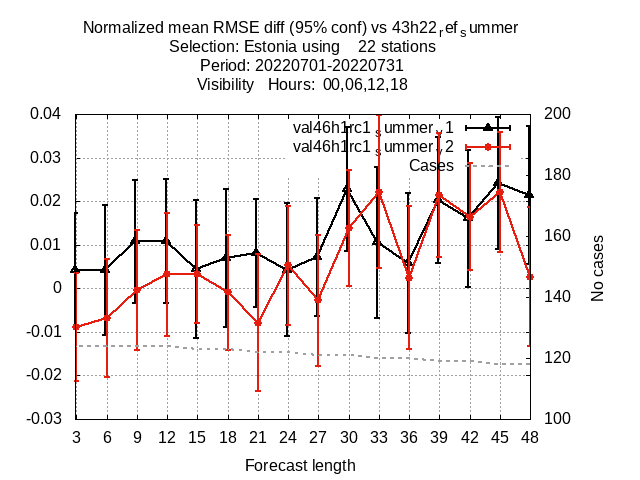 Normalized mean RMSE diff (95% conf) vs 43h22refsummer
Selection: Estonia using 22 stations
Period: 20220701-20220731
Visibility Hours: 00,06,12,18
val46h1rc1summerv1
val46h1rc1summerv2
Cases
0.04
0.03
0.02
0.01
0
-0.01
-0.02
-0.03
200
180
160
140
120
100
No cases
3 6 9 12 15 18 21 24 27 30 33 36 39 42 45 48
Forecast length